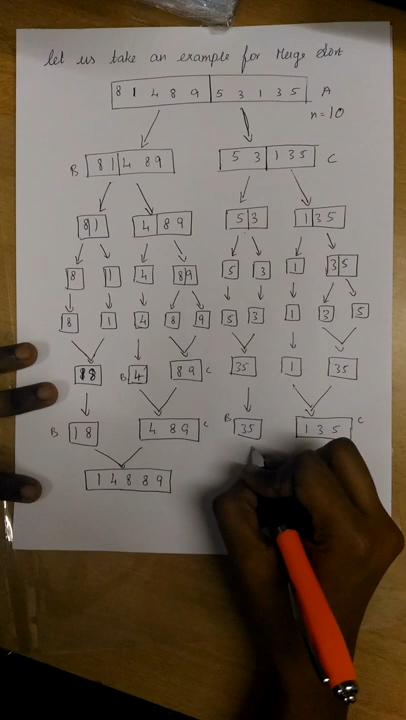 let us take an example for Merge Sort
8 1 4 8 9 5 3 1 3 5 A
n=10
B 8 1 4 8 9 5 3 1 3 5 C
8 1 4 8 9 5 3 1 3 5
8 1 4 8 9 5 3 1 3 5
8 1 4 8 9 5 3 1 3 5
1 8 B 4 8 9 C 3 5 1 3 5
B 1 8 4 8 9 C B 3 5 1 3 5 C
1 4 8 8 9